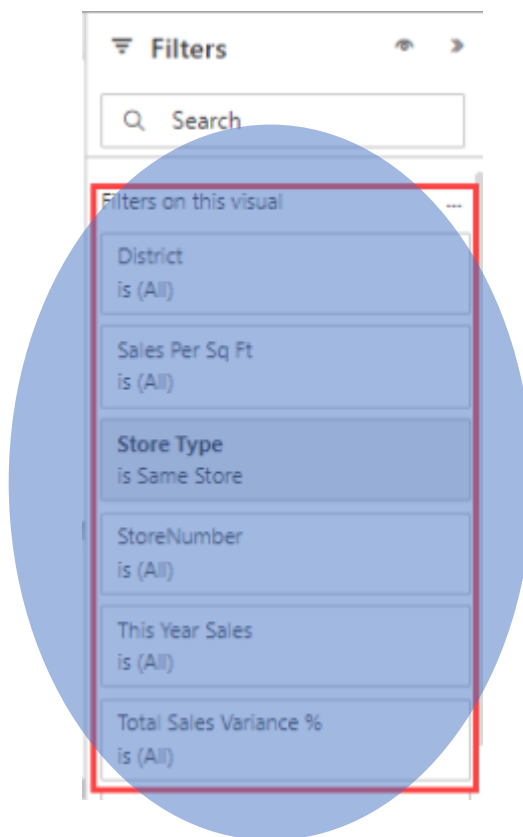 Filters
Search
Filters on this visual
...
District
is (All)
Sales Per Sq Ft
is (All)
Store Type
is Same Store
StoreNumber
is (All)
This Year Sales
is (All)
Total Sales Variance %
is (All)